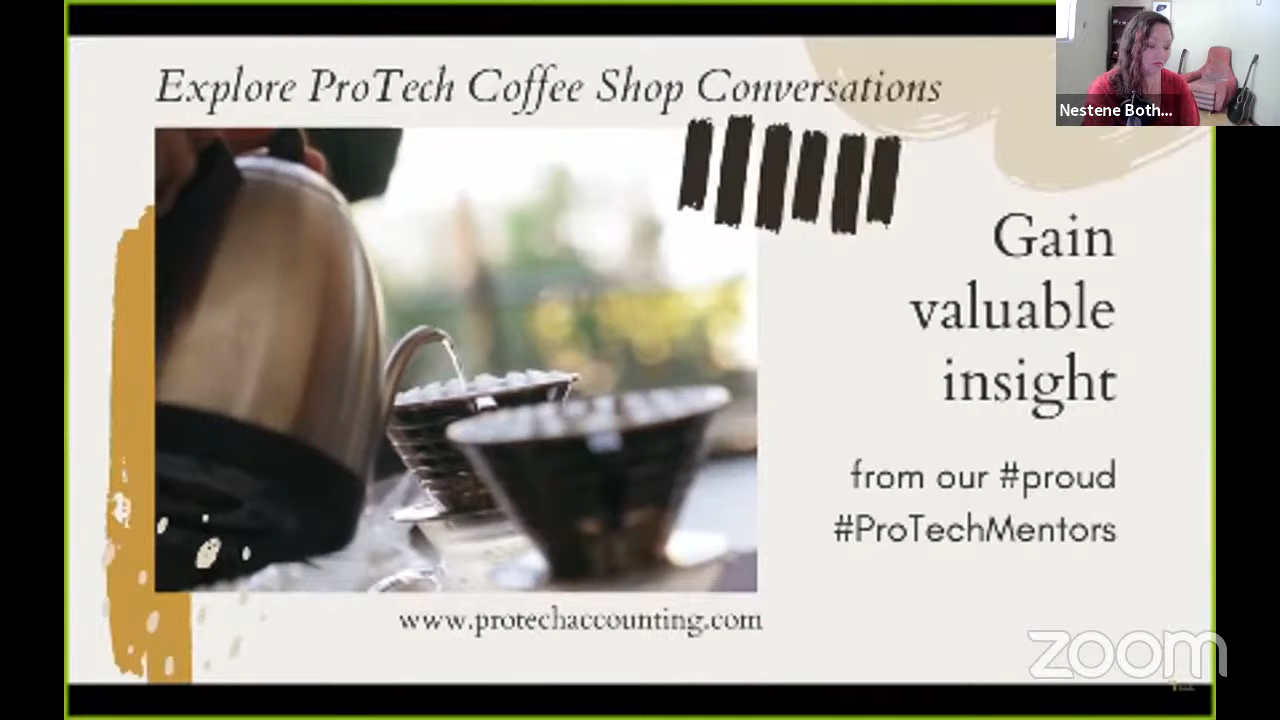 Explore ProTech Coffee Shop Conversations
Nestene Both...
Gain
valuable
insight
from our #proud
#ProTechMentors
www.protechaccounting.com
zoom